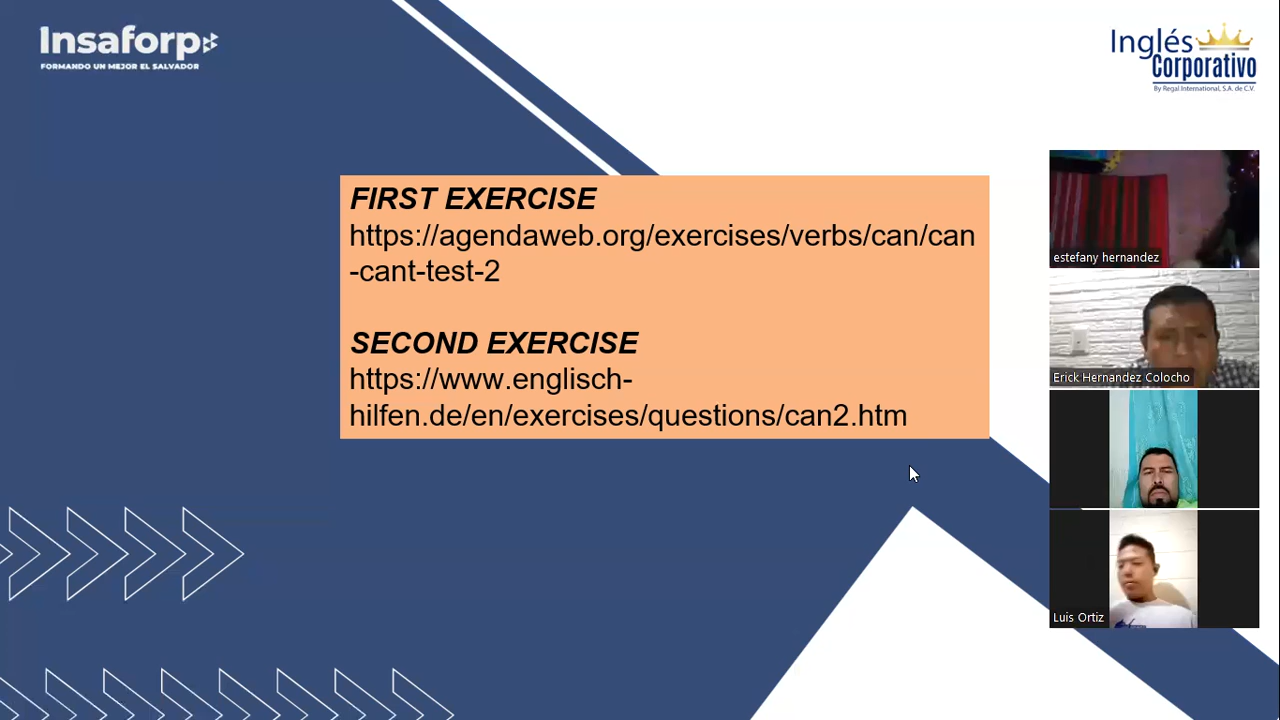 Insaforp
FORMANDO UN MEJOR EL SALVADOR
Inglés
Corporativo
By Regal International, S.A. de C.V.
FIRST EXERCISE
https://agendaweb.org/exercises/verbs/can/can
-cant-test-2
SECOND EXERCISE
https://www.englisch-
hilfen.de/en/exercises/questions/can2.htm
estefany hernandez
Erick Hernandez Colocho
Luis Ortiz